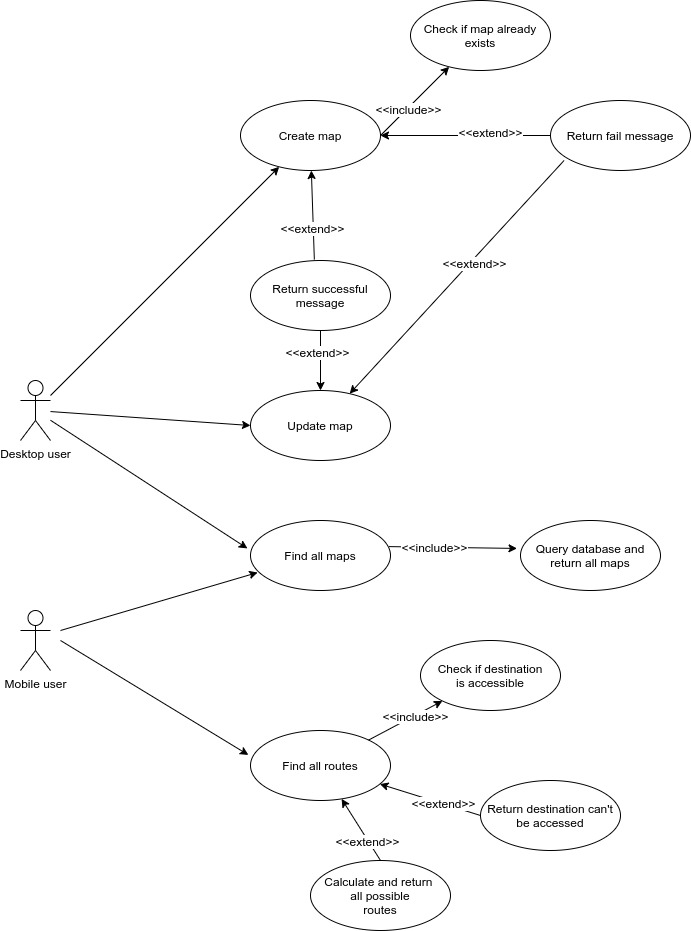 Check if map already
exists
<<include>>
Create map
<<extend>>
Return fail message
<<extend>>
<<extend>>
Return successful
message
<<extend>>
Update map
Desktop user
Find all maps
<<include>>
Query database and
return all maps
Mobile user
Check if destination
is accessible
<<include>>
Find all routes
<<extend>>
Return destination can't
be accessed
<<extend>>
Calculate and return
all possible
routes